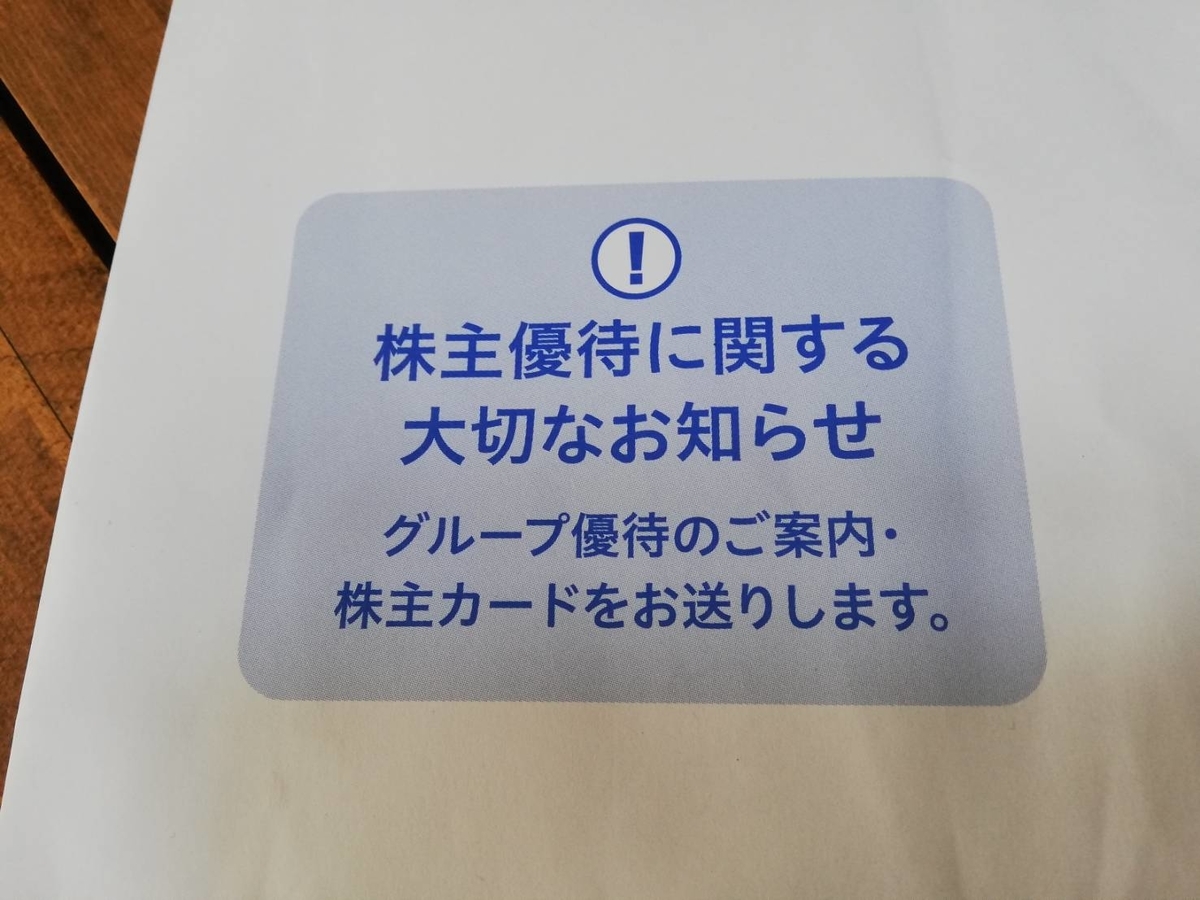 !
株主優待に関する
大切なお知らせ
グループ優待のご案内・
株主カードをお送りします。